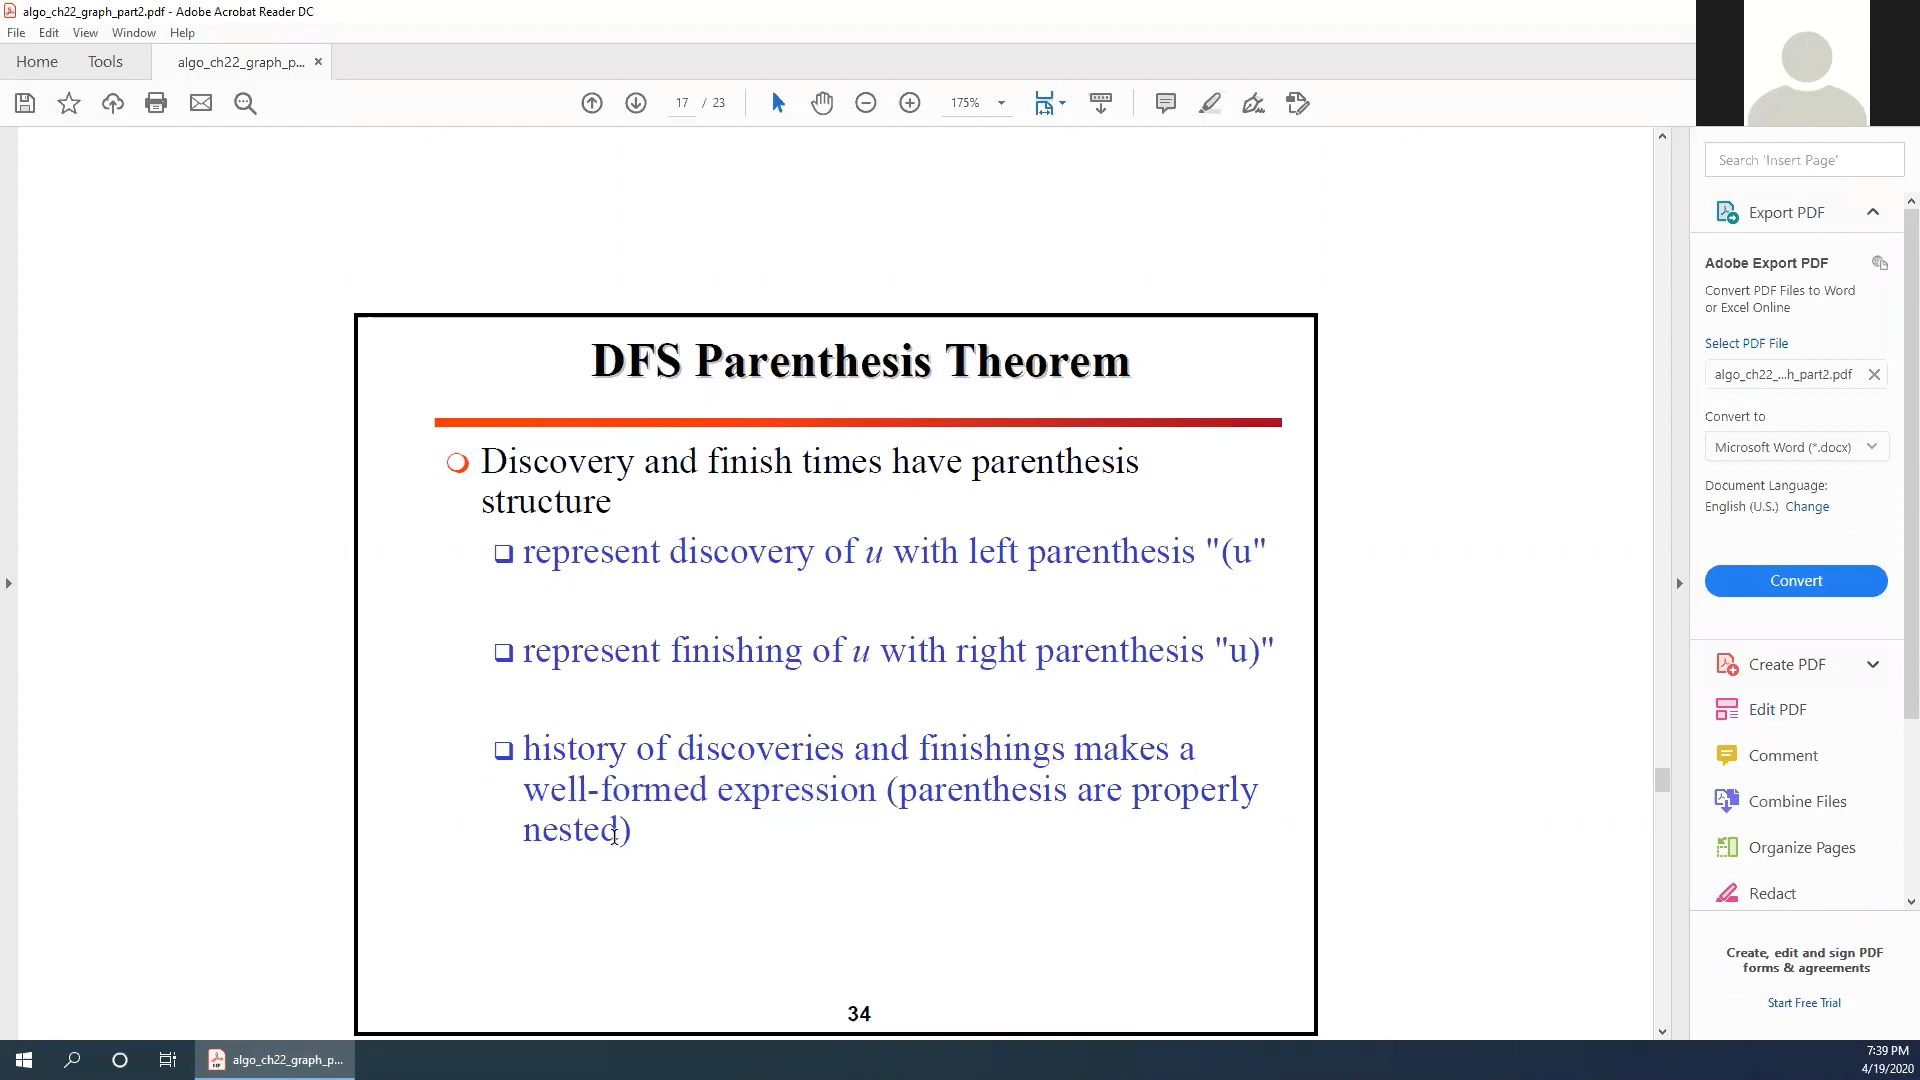 algo_ch22_graph_part2.pdf - Adobe Acrobat Reader DC
File Edit View Window Help
Home Tools algo_ch22_graph_p... ×
17 / 23 175%
Search 'Insert Page'
Export PDF
Adobe Export PDF
Convert PDF Files to Word
or Excel Online
Select PDF File
algo_ch22_...h_part2.pdf
Convert to
Microsoft Word (*.docx)
Document Language:
English (U.S.) Change
Convert
Create PDF
Edit PDF
Comment
Combine Files
Organize Pages
Redact
Create, edit and sign PDF
forms & agreements
Start Free Trial
DFS Parenthesis Theorem
Discovery and finish times have parenthesis
structure
represent discovery of u with left parenthesis "(u"
represent finishing of u with right parenthesis "u)"
history of discoveries and finishings makes a
well-formed expression (parenthesis are properly
nested)
34
algo_ch22_graph_p...
7:39 PM
4/19/2020